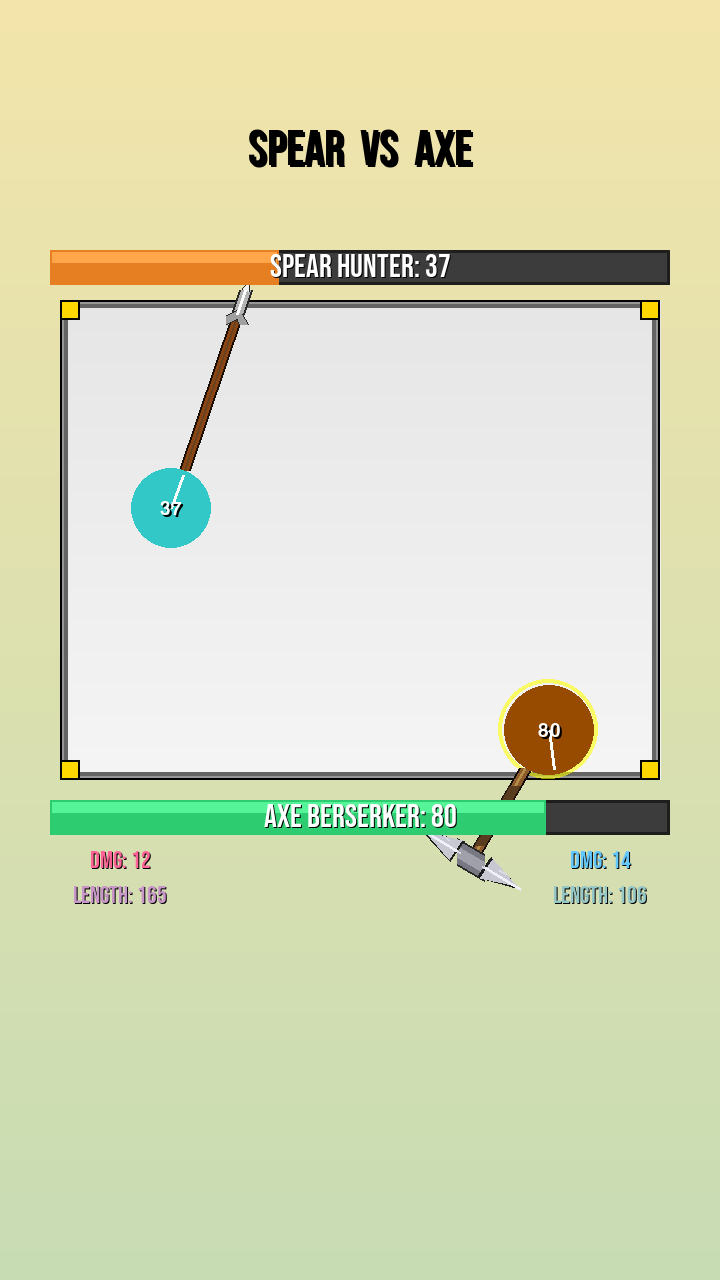 SPEAR VS AXE
SPEAR HUNTER: 37
37
80
AXE BERSERKER: 80
DMG: 12
DMG: 14
LENGTH: 165
LENGTH: 106